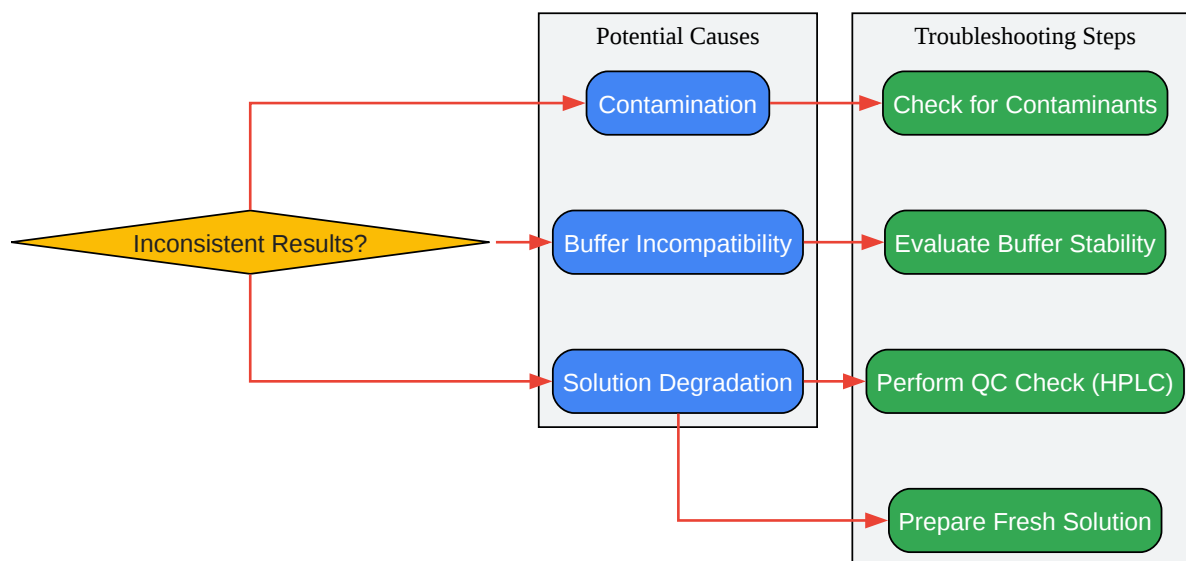 Potential Causes
Troubleshooting Steps
Contamination
Check for Contaminants
Inconsistent Results?
Buffer Incompatibility
Evaluate Buffer Stability
Solution Degradation
Perform QC Check (HPLC)
Prepare Fresh Solution